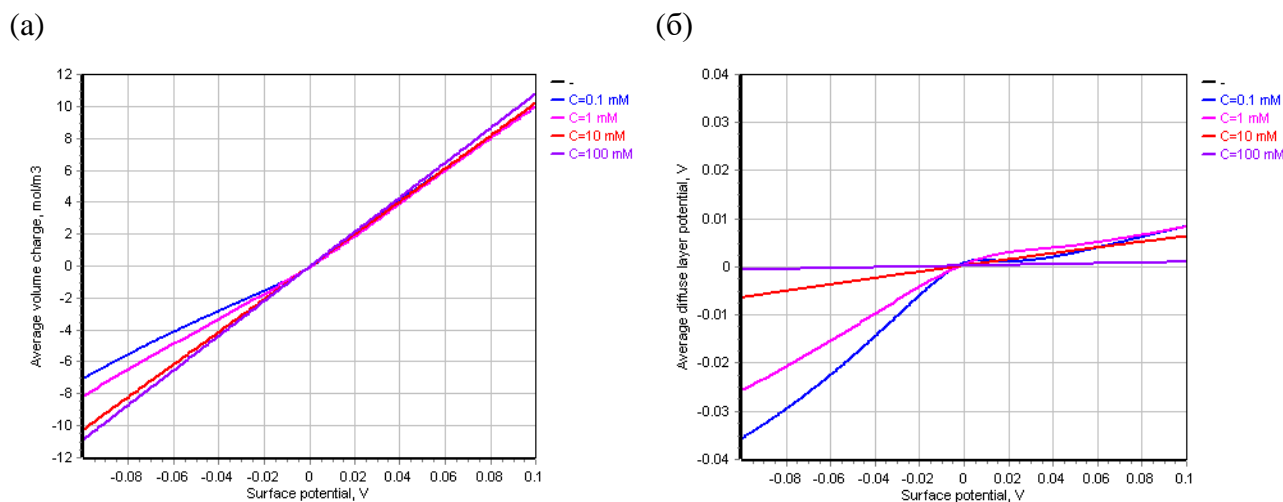 (а)
(б)
Average volume charge, mol/m3
12
10
8
6
4
2
0
-2
-4
-6
-8
-10
-12
-0.08 -0.06 -0.04 -0.02 0 0.02 0.04 0.06 0.08 0.1
Surface potential, V
-
C=0.1 mM
C=1 mM
C=10 mM
C=100 mM
Average diffuse layer potential, V
0.04
0.03
0.02
0.01
0
-0.01
-0.02
-0.03
-0.04
-0.08 -0.06 -0.04 -0.02 0 0.02 0.04 0.06 0.08 0.1
Surface potential, V
-
C=0.1 mM
C=1 mM
C=10 mM
C=100 mM